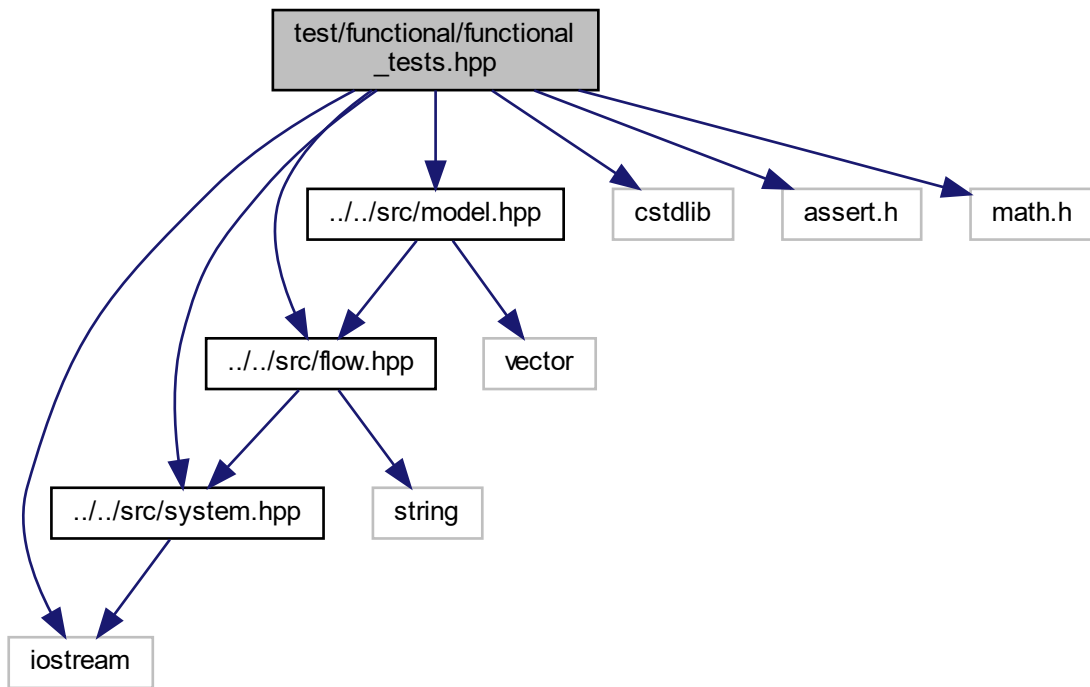 test/functional/functional
_tests.hpp
../../src/model.hpp
cstdlib
assert.h
math.h
../../src/flow.hpp
vector
../../src/system.hpp
string
iostream